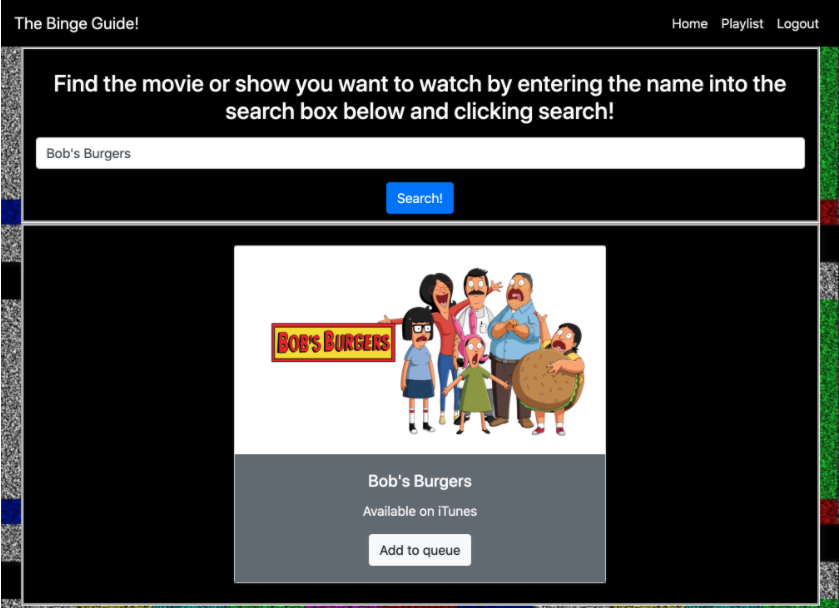 The Binge Guide!
Home Playlist Logout
Find the movie or show you want to watch by entering the name into the
search box below and clicking search!
Bob's Burgers
Search!
BOB'S BURGERS
Bob's Burgers
Available on iTunes
Add to queue